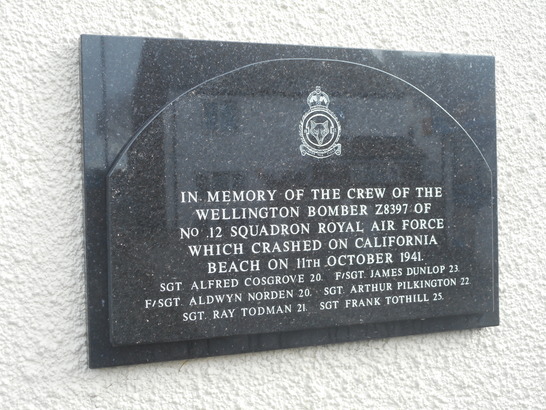 IN MEMORY OF THE CREW OF THE
WELLINGTON BOMBER Z8397 OF
No .12 SQUADRON ROYAL AIR FORCE
WHICH CRASHED ON CALIFORNIA
BEACH ON 11TH OCTOBER 1941.
SGT. ALFRED COSGROVE 20. F/SGT. JAMES DUNLOP 23.
F/SGT. ALDWYN NORDEN 20. SGT. ARTHUR PILKINGTON 22.
SGT. RAY TODMAN 21. SGT FRANK TOTHILL 25.